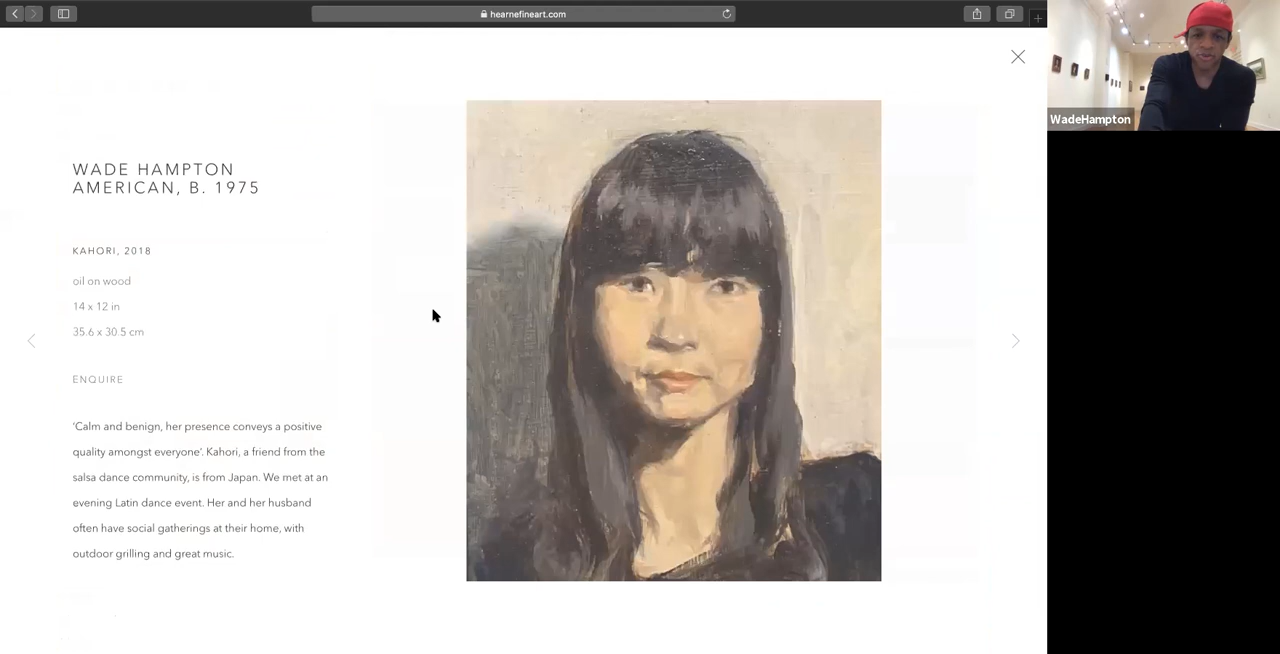 hearnefineart.com
WadeHampton
WADE HAMPTON
AMERICAN, B. 1975
KAHORI, 2018
oil on wood
14 x 12 in
35.6 x 30.5 cm
ENQUIRE
'Calm and benign, her presence conveys a positive
quality amongst everyone'. Kahori, a friend from the
salsa dance community, is from Japan. We met at an
evening Latin dance event. Her and her husband
often have social gatherings at their home, with
outdoor grilling and great music.